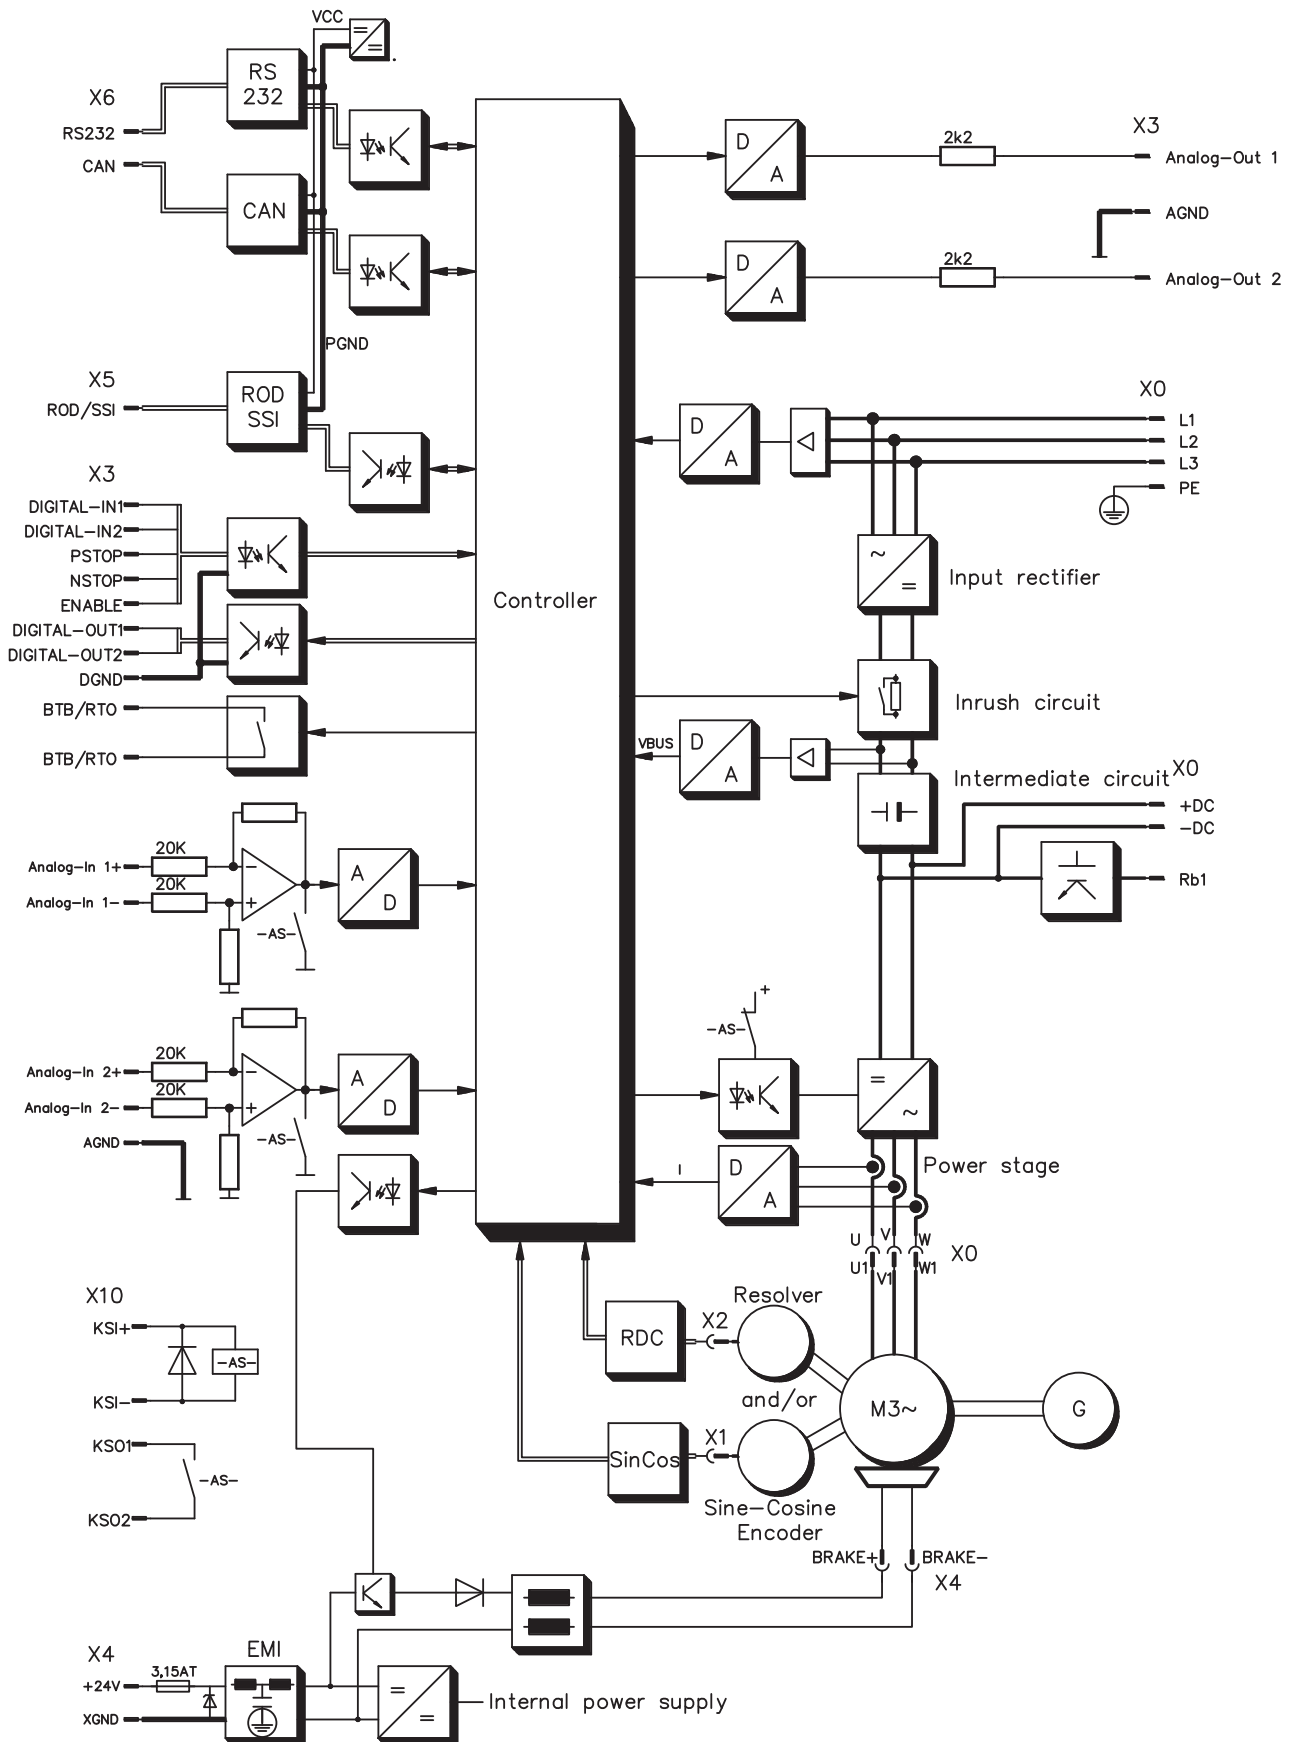 VCC
RS
232
X6
RS232
CAN
CAN
PGND
X5
ROD/SSI
ROD
SSI
X3
DIGITAL-IN1
DIGITAL-IN2
PSTOP
NSTOP
ENABLE
DIGITAL-OUT1
DIGITAL-OUT2
DGND
BTB/RTO
BTB/RTO
20K
Analog-In 1+
20K
Analog-In 1-
-AS-
A
D
20K
Analog-In 2+
20K
Analog-In 2-
AGND
-AS-
A
D
X10
KSI+
-AS-
KSI-
KSO1
-AS-
KSO2
X4
+24V
3,15AT
XGND
EMI
Internal power supply
Controller
D
A
2k2
X3
Analog-Out 1
AGND
D
A
2k2
Analog-Out 2
X0
L1
L2
L3
PE
D
A
Input rectifier
Inrush circuit
VBUS
D
A
Intermediate circuit
X0
+DC
-DC
Rb1
+
-AS-
Power stage
I
D
A
U
V
W
X0
U1
V1
W1
Resolver
X2
RDC
and/or
M3~
G
X1
SinCos
Sine-Cosine
Encoder
BRAKE+
BRAKE-
X4